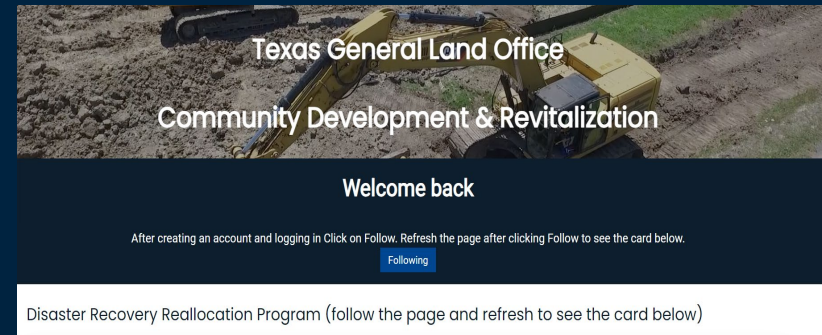 Texas General Land Office
Community Development & Revitalization
Welcome back
After creating an account and logging in Click on Follow. Refresh the page after clicking Follow to see the card below.
Following
Disaster Recovery Reallocation Program (follow the page and refresh to see the card below)